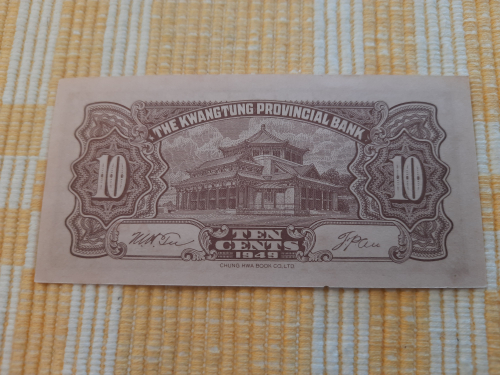 THE KWANGTUNG PROVINCIAL BANK
10 10
TEN
CENTS
1949
CHUNG HWA BOOK CO. LTD.